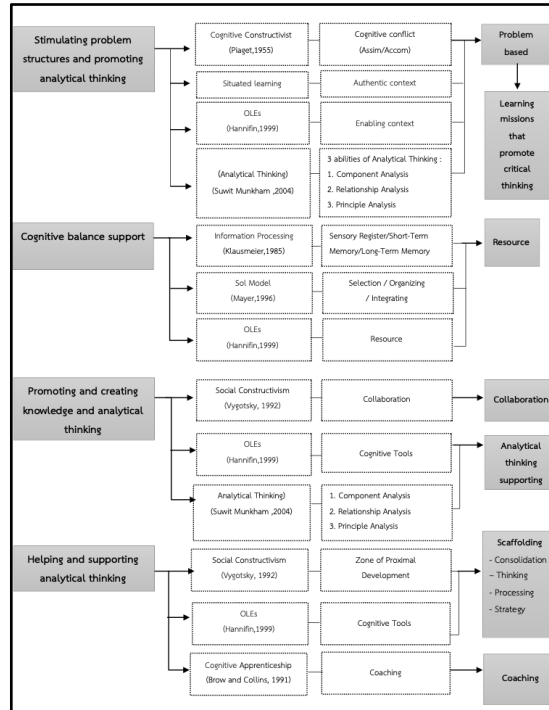 Stimulating problem
structures and promoting
analytical thinking
Cognitive Constructivist
(Piaget,1955)
Cognitive conflict
(Assim/Accom)
Problem
based
Situated learning
Authentic context
OLEs
(Hannifin,1999)
Enabling context
Learning
missions
that
promote
critical
thinking
(Analytical Thinking)
(Suwit Munkham ,2004)
3 abilities of Analytical Thinking :
1. Component Analysis
2. Relationship Analysis
3. Principle Analysis
Cognitive balance support
Information Processing
(Klausmeier,1985)
Sensory Register/Short-Term
Memory/Long-Term Memory
Resource
Sol Model
(Mayer,1996)
Selection / Organizing
/ Integrating
OLEs
(Hannifin,1999)
Resource
Promoting and creating
knowledge and analytical
thinking
Social Constructivism
(Vygotsky, 1992)
Collaboration
Collaboration
OLEs
(Hannifin,1999)
Cognitive Tools
Analytical
thinking
supporting
Analytical Thinking)
(Suwit Munkham ,2004)
1. Component Analysis
2. Relationship Analysis
3. Principle Analysis
Helping and supporting
analytical thinking
Social Constructivism
(Vygotsky, 1992)
Zone of Proximal
Development
Scaffolding
- Consolidation
– Thinking
- Processing
- Strategy
OLEs
(Hannifin,1999)
Cognitive Tools
Cognitive Apprenticeship
(Brow and Collins, 1991)
Coaching
Coaching